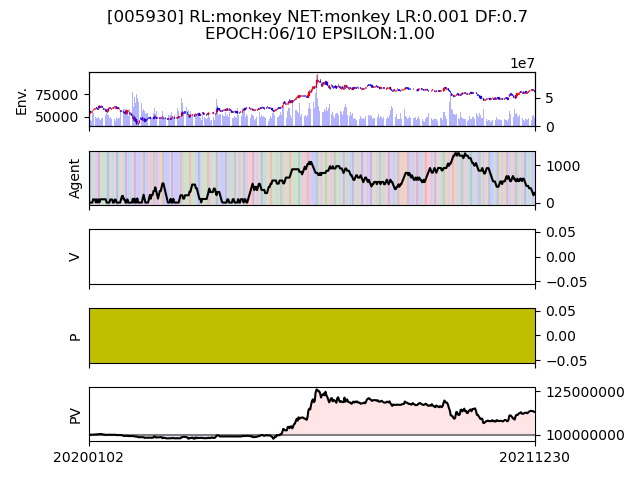 [005930] RL:monkey NET:monkey LR:0.001 DF:0.7
EPOCH:06/10 EPSILON:1.00
1e7
Env.
75000
50000
5
0
Agent
1000
0
V
0.05
0.00
−0.05
P
0.05
0.00
−0.05
PV
125000000
100000000
20200102
20211230